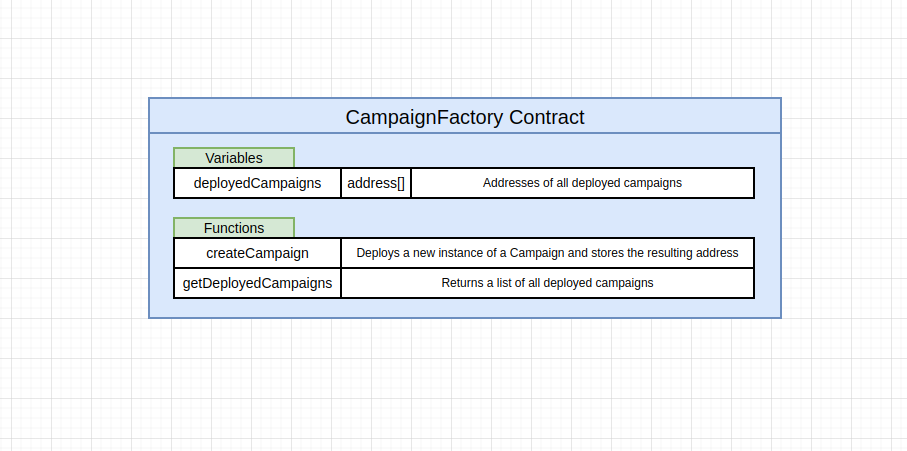 CampaignFactory Contract
Variables
deployedCampaigns address[] Addresses of all deployed campaigns
Functions
createCampaign Deploys a new instance of a Campaign and stores the resulting address
getDeployedCampaigns Returns a list of all deployed campaigns